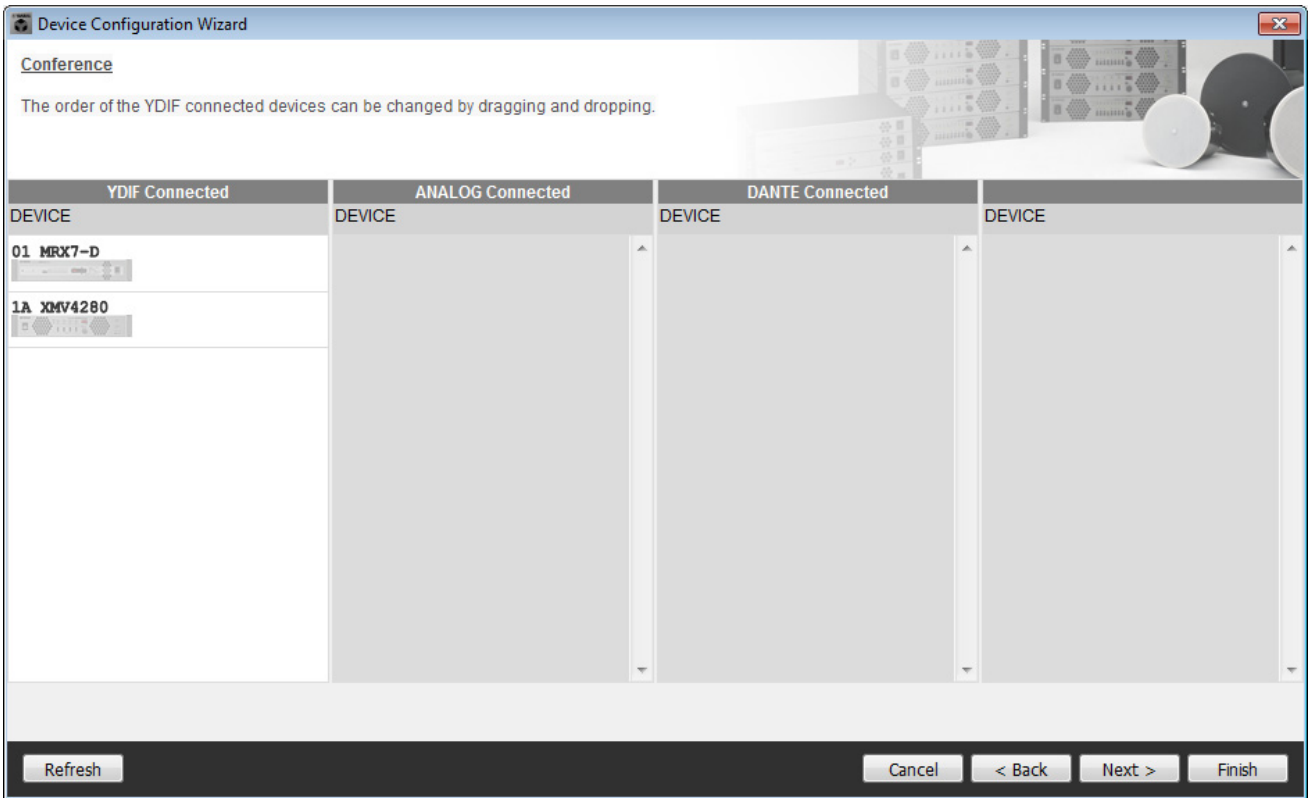 Device Configuration Wizard
Conference
The order of the YDIF connected devices can be changed by dragging and dropping.
YDIF Connected ANALOG Connected DANTE Connected
DEVICE DEVICE DEVICE DEVICE
01 MRX7-D
1A XMV4280
Refresh Cancel < Back Next > Finish